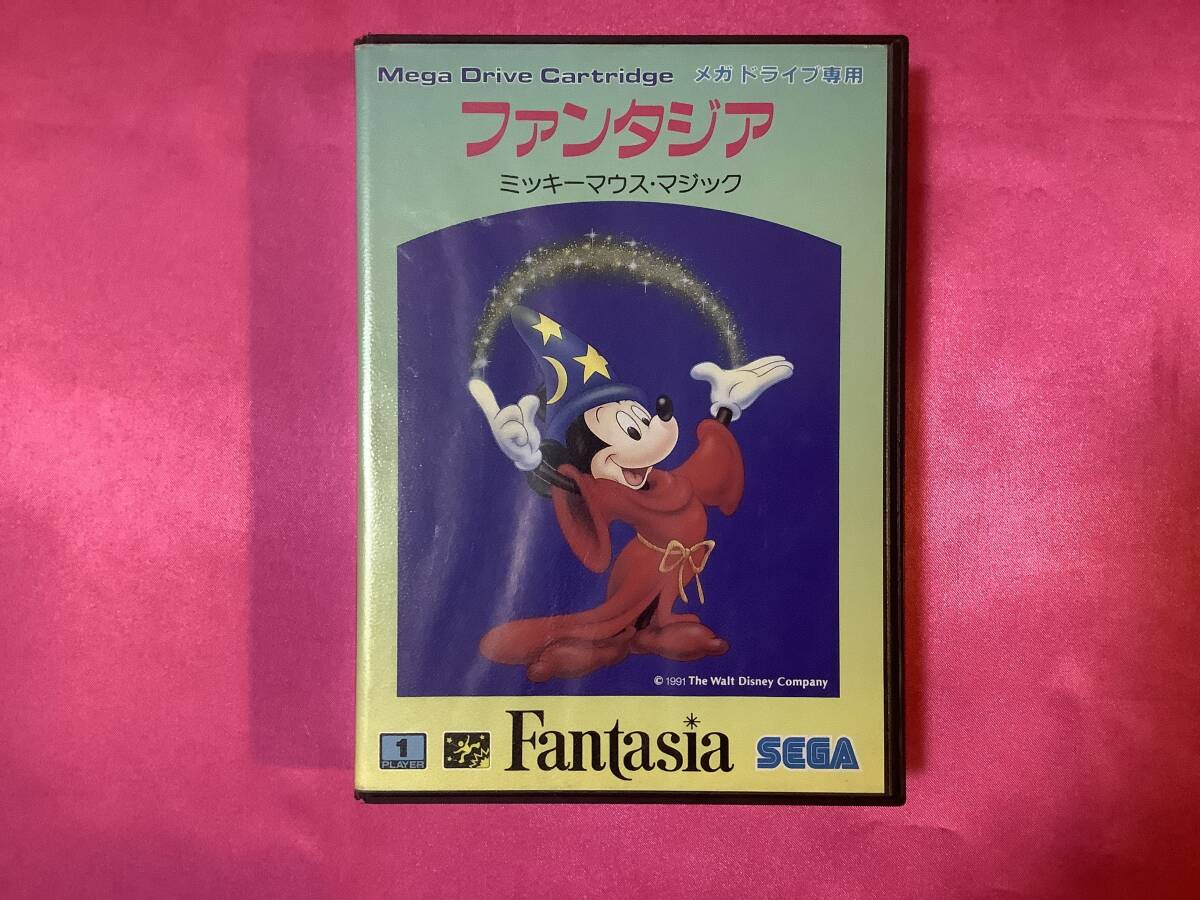 Mega Drive Cartridge メガドライブ専用
ファンタジア
ミッキーマウス・マジック
© 1991 The Walt Disney Company
1
PLAYER
Fantasia
SEGA